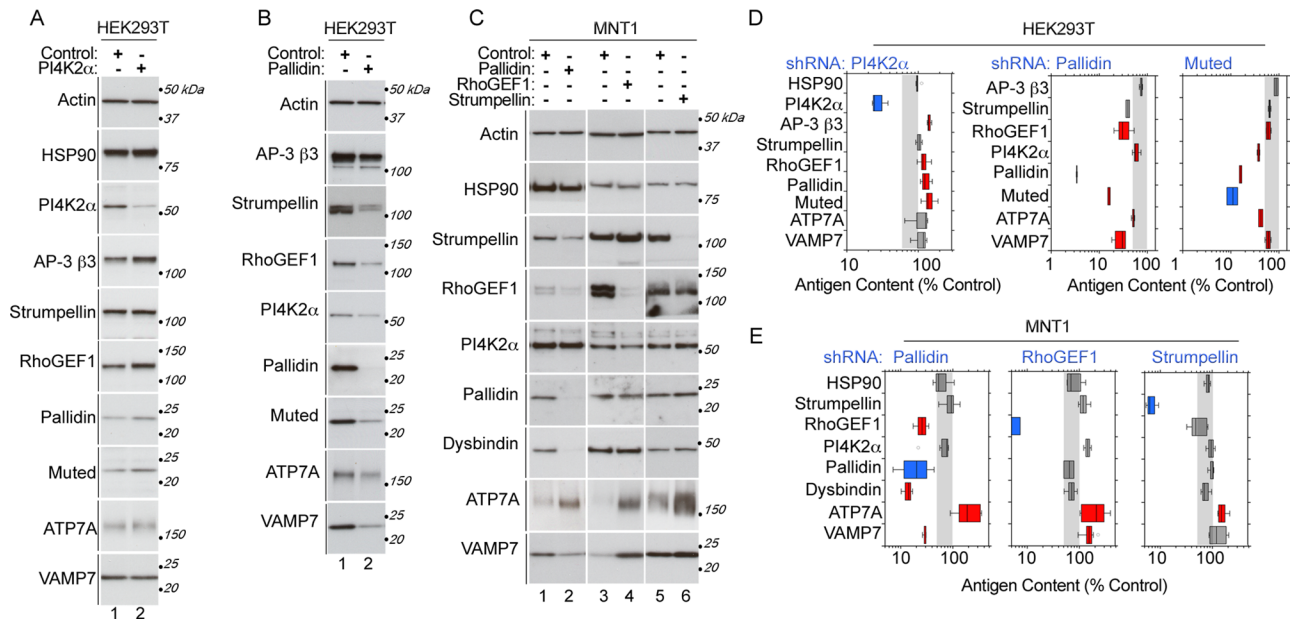 A
HEK293T
Control: + -
PI4K2α: - +
50 kDa
Actin
37
HSP90
75
PI4K2α
50
AP-3 β3
100
Strumpellin
100
150
RhoGEF1
100
25
Pallidin
20
25
Muted
20
ATP7A
150
25
VAMP7
20
1 2
B
HEK293T
Control: + -
Pallidin: - +
50 kDa
Actin
37
AP-3 β3
100
Strumpellin
100
150
RhoGEF1
100
PI4K2α
50
25
Pallidin
20
25
Muted
20
ATP7A
150
25
VAMP7
20
1 2
C
MNT1
Control: + - + - + -
Pallidin: - +
RhoGEF1: - +
Strumpellin: - +
50 kDa
Actin
37
HSP90
75
Strumpellin
100
150
RhoGEF1
100
PI4K2α
50
25
Pallidin
20
Dysbindin
50
ATP7A
150
25
VAMP7
20
1 2 3 4 5 6
D
HEK293T
shRNA: PI4K2α
HSP90
PI4K2α
AP-3 β3
Strumpellin
RhoGEF1
Pallidin
Muted
ATP7A
VAMP7
10 100
Antigen Content (% Control)
shRNA: Pallidin Muted
AP-3 β3
Strumpellin
RhoGEF1
PI4K2α
Pallidin
Muted
ATP7A
VAMP7
1 10 100 1 10 100
Antigen Content (% Control)
E
MNT1
shRNA: Pallidin RhoGEF1 Strumpellin
HSP90
Strumpellin
RhoGEF1
PI4K2α
Pallidin
Dysbindin
ATP7A
VAMP7
10 100 10 100 10 100
Antigen Content (% Control)